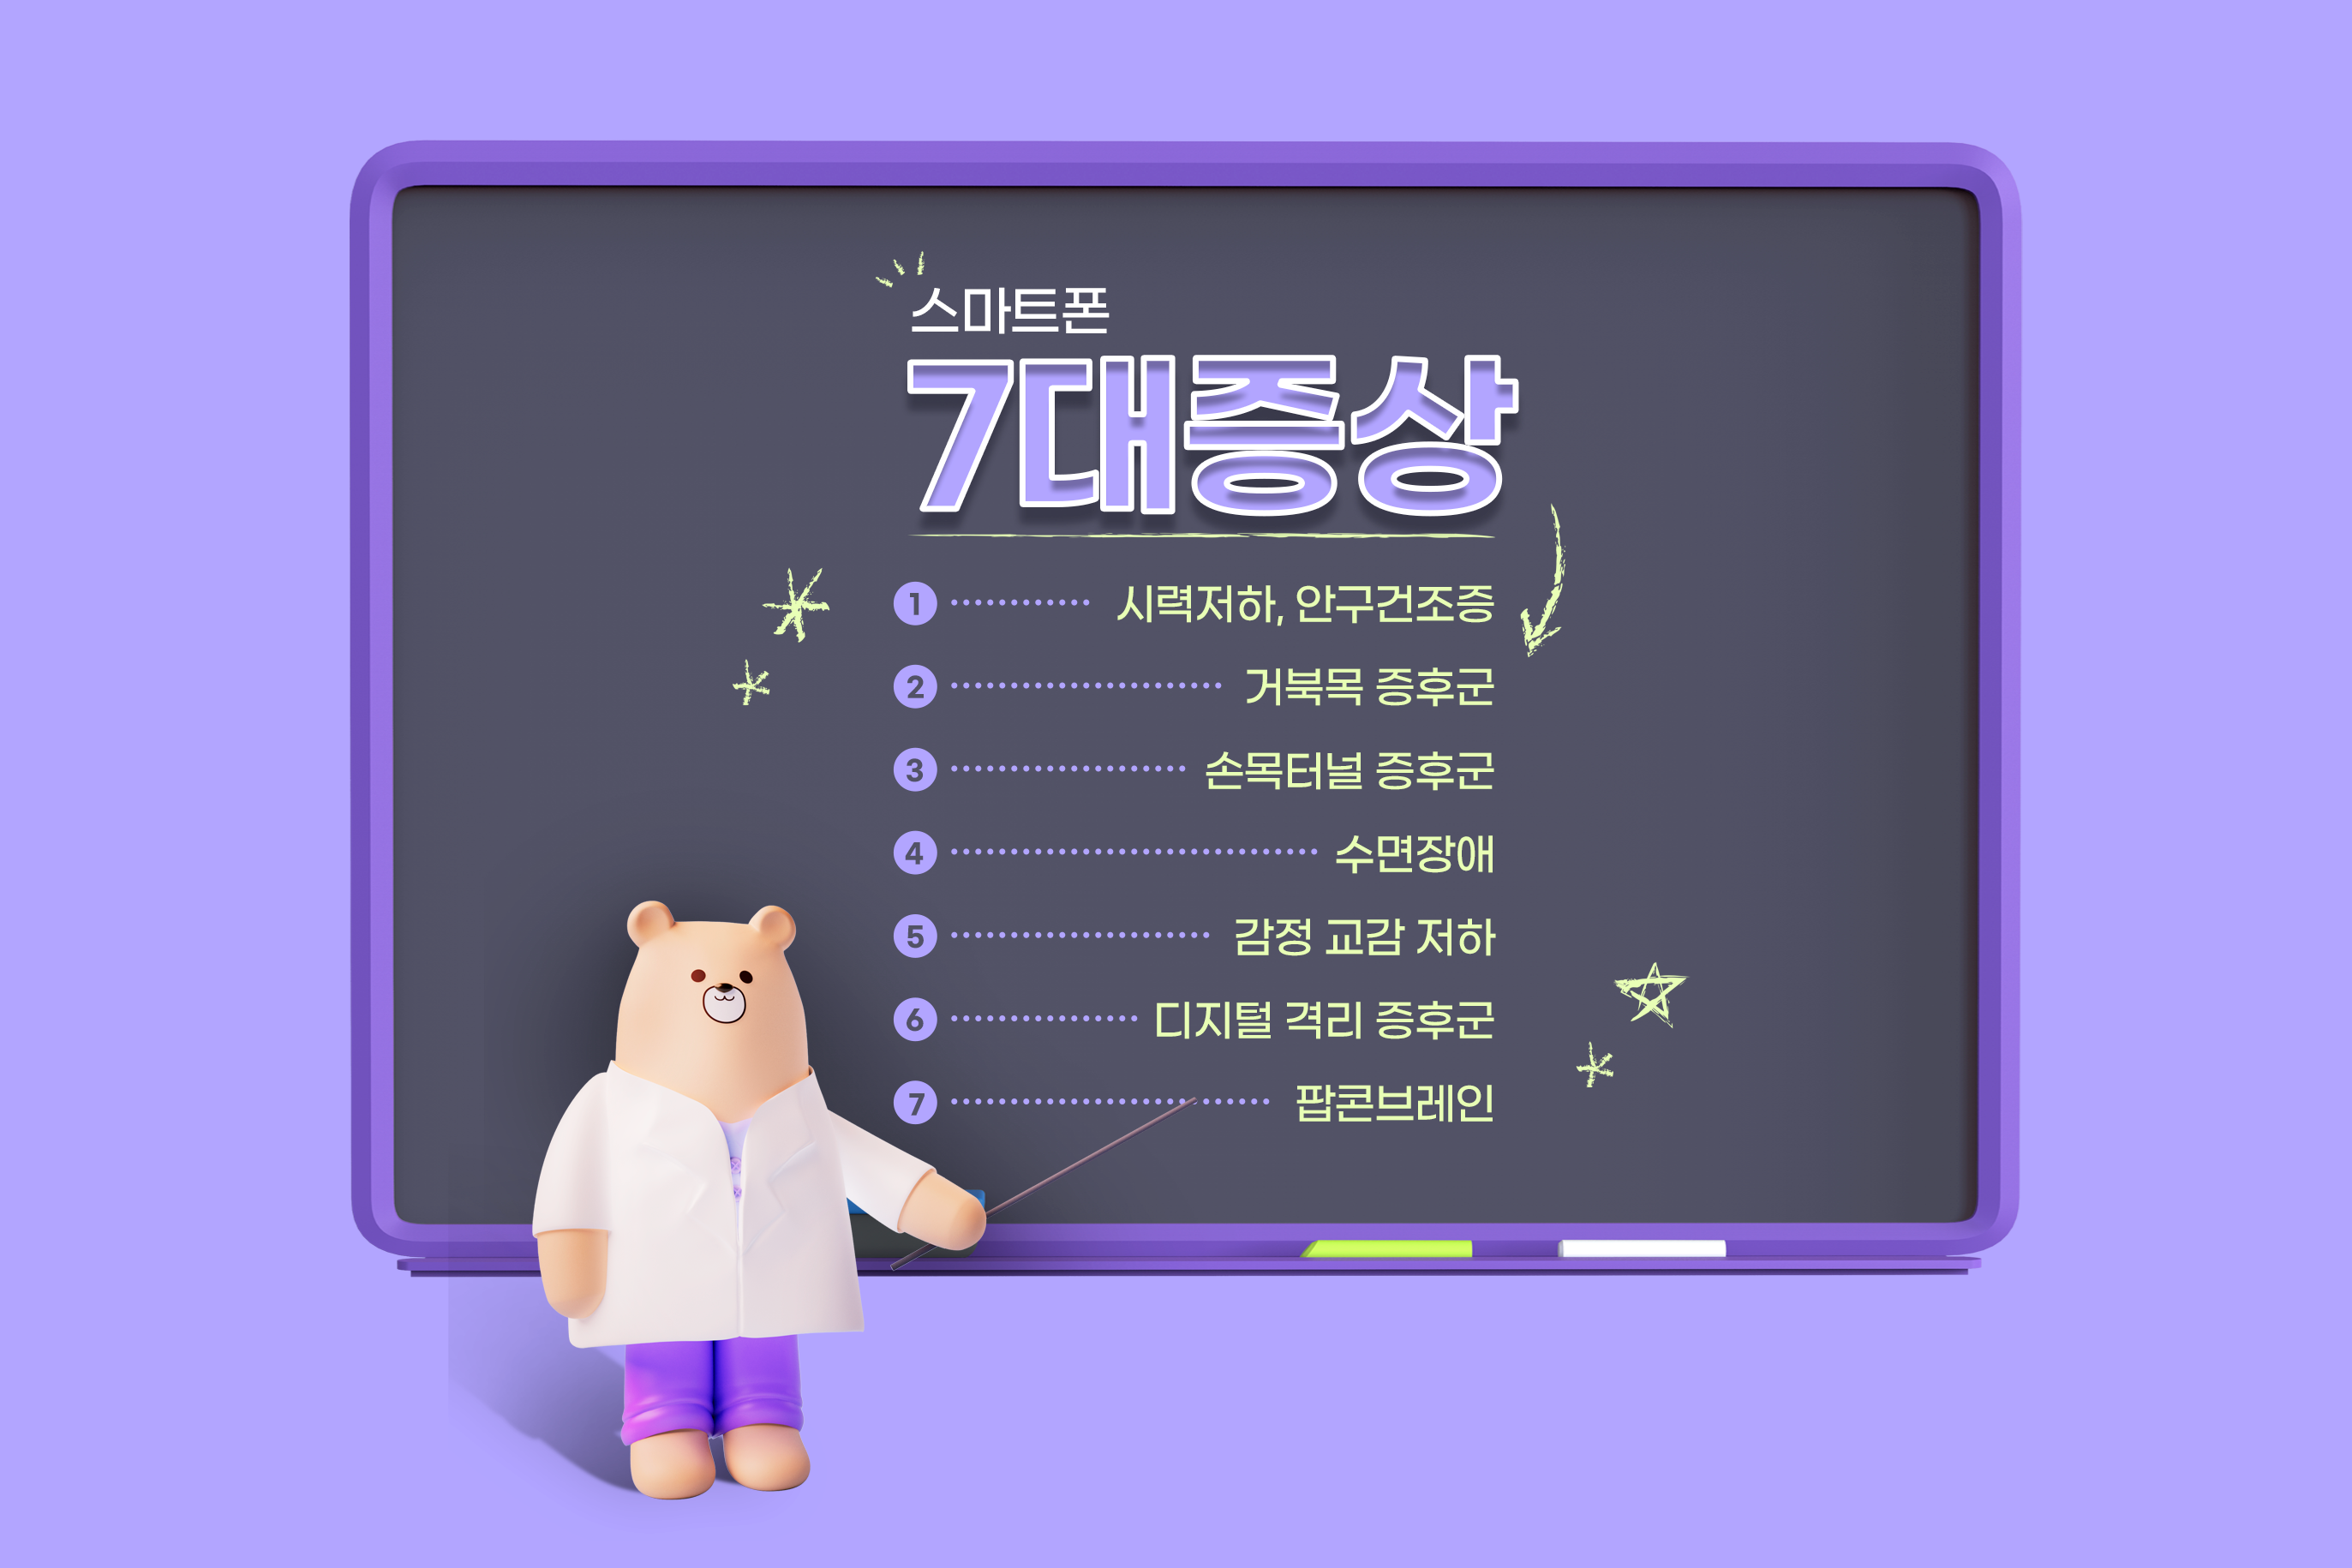 스마트폰
7대증상
1 시력저하, 안구건조증
2 거북목 증후군
3 손목터널 증후군
4 수면장애
5 감정 교감 저하
6 디지털 격리 증후군
7 팝콘브레인